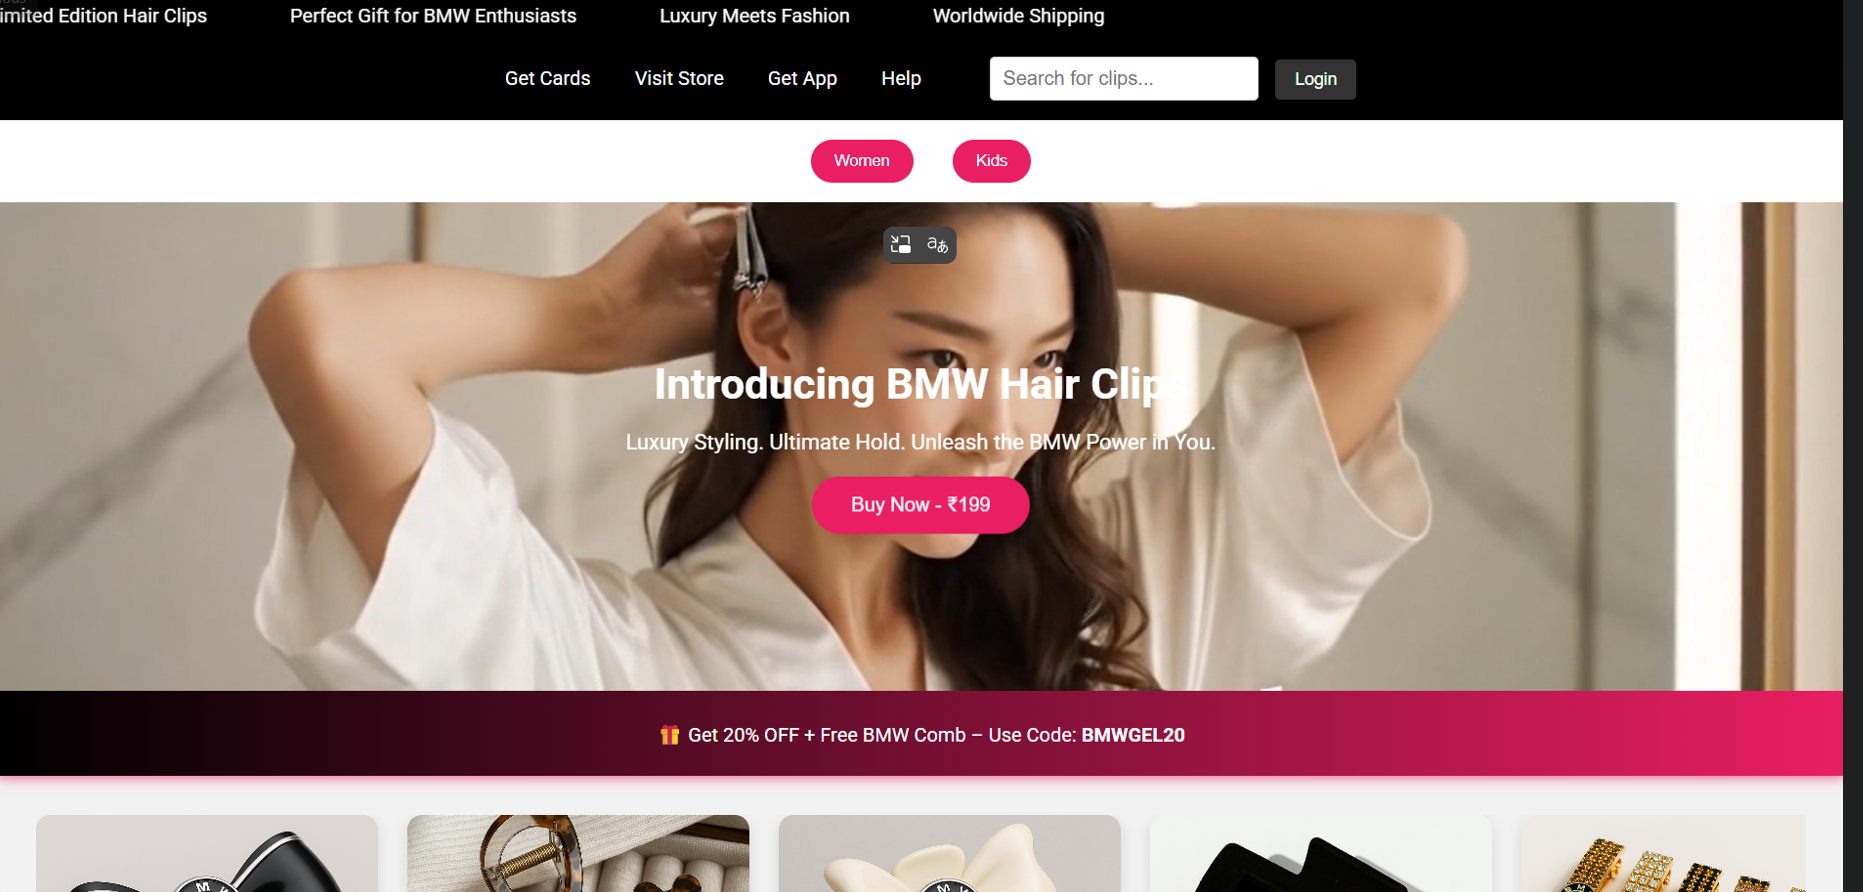 imited Edition Hair Clips Perfect Gift for BMW Enthusiasts Luxury Meets Fashion Worldwide Shipping
Get Cards Visit Store Get App Help Search for clips... Login
Women Kids
aあ
Introducing BMW Hair Clips
Luxury Styling. Ultimate Hold. Unleash the BMW Power in You.
Buy Now - ₹199
🎁 Get 20% OFF + Free BMW Comb – Use Code: BMWGEL20